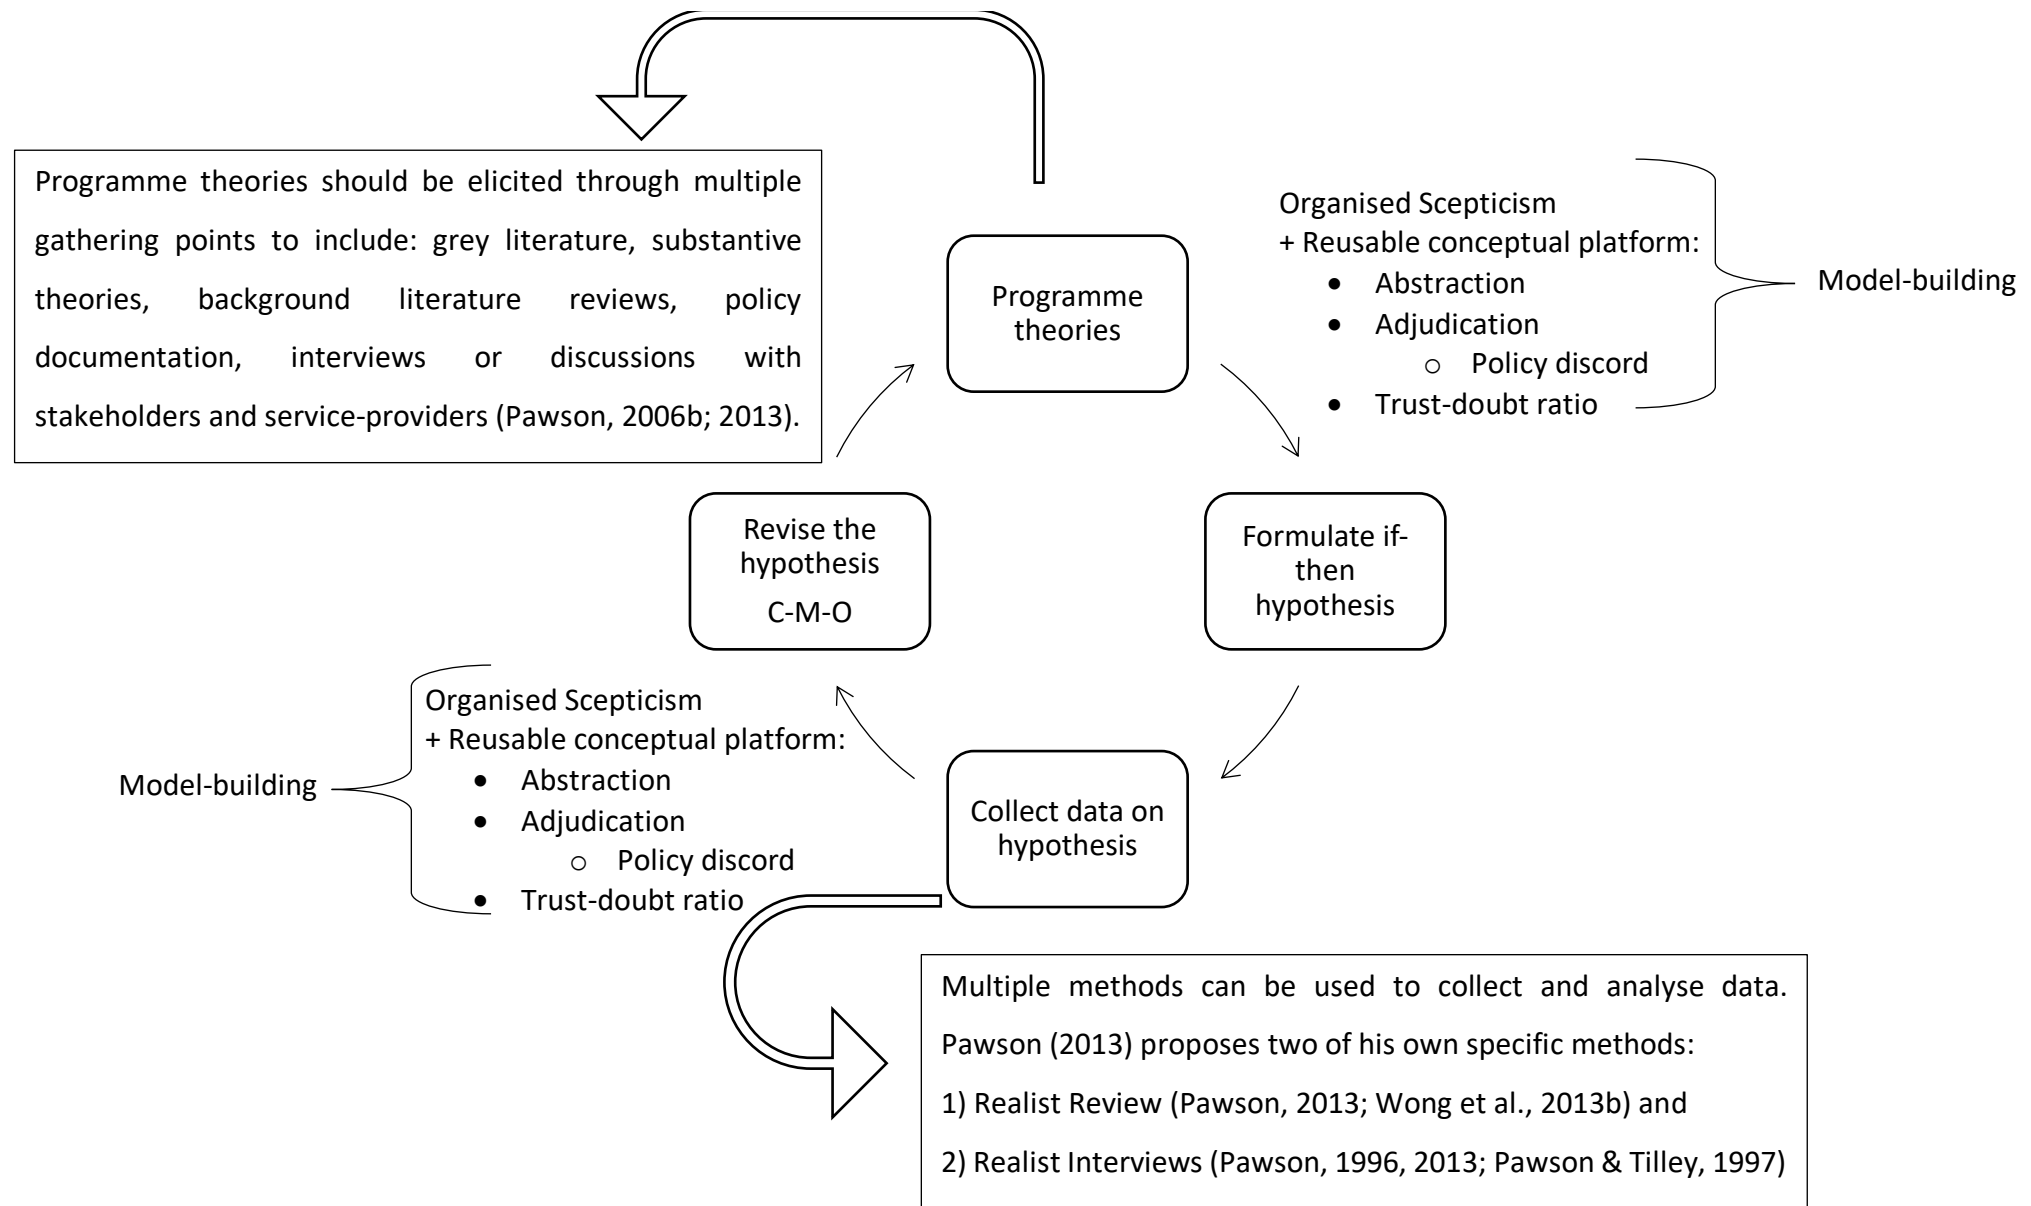 Programme theories should be elicited through multiple
gathering points to include: grey literature, substantive
theories, background literature reviews, policy
documentation, interviews or discussions with
stakeholders and service-providers (Pawson, 2006b; 2013).
Programme
theories
Organised Scepticism
+ Reusable conceptual platform:
• Abstraction
• Adjudication
o Policy discord
• Trust-doubt ratio
Model-building
Revise the
hypothesis
C-M-O
Formulate if-
then
hypothesis
Model-building
Organised Scepticism
+ Reusable conceptual platform:
• Abstraction
• Adjudication
o Policy discord
• Trust-doubt ratio
Collect data on
hypothesis
Multiple methods can be used to collect and analyse data.
Pawson (2013) proposes two of his own specific methods:
1) Realist Review (Pawson, 2013; Wong et al., 2013b) and
2) Realist Interviews (Pawson, 1996, 2013; Pawson & Tilley, 1997)